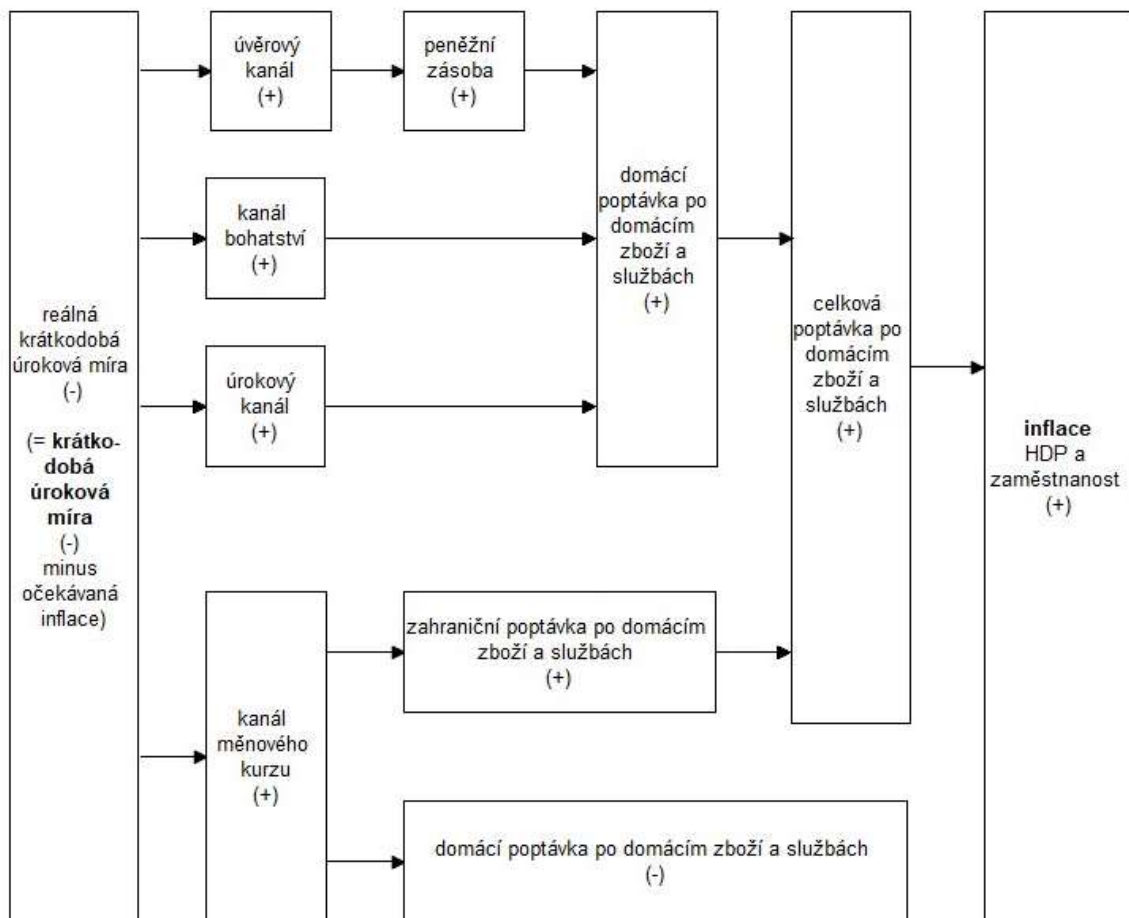 reálná
krátkodobá
úroková míra
(-)
(= krátko-
dobá
úroková
míra
(-)
minus
očekávaná
inflace)
úvěrový
kanál
(+)
peněžní
zásoba
(+)
kanál
bohatství
(+)
úrokový
kanál
(+)
domácí
poptávka po
domácím
zboží a
službách
(+)
kanál
měnového
kurzu
(+)
zahraniční poptávka po domácím
zboží a službách
(+)
domácí poptávka po domácím zboží a službách
(-)
celková
poptávka po
domácím
zboží a
službách
(+)
inflace
HDP a
zaměstnanost
(+)